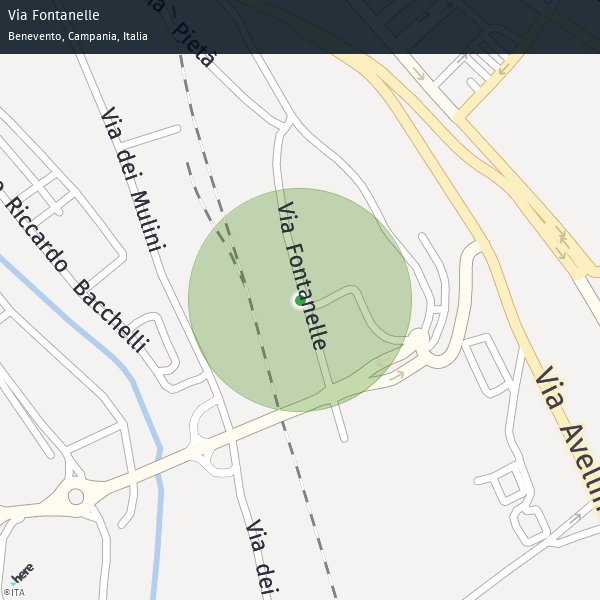 Via Fontanelle
Benevento, Campania, Italia
Pietà
Via dei Mulini
Riccardo Bacchelli
Via Fontanelle
Via Avellin
Via dei
here
©ITA